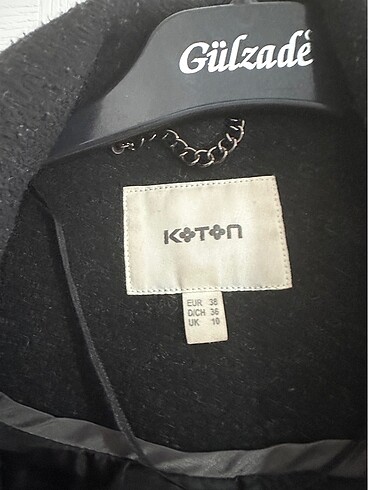 Gülzade
KOTON
EUR 38
D/CH 36
UK 10